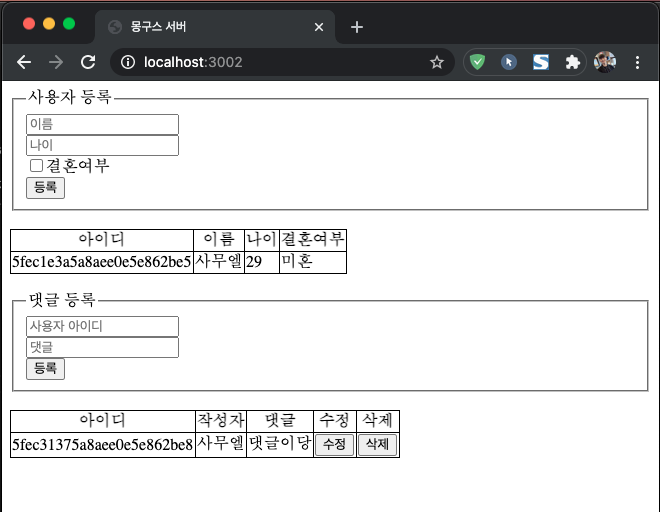 몽구스 서버
localhost:3002
사용자 등록
이름
나이
결혼여부
등록
아이디 이름 나이 결혼여부
5fec1e3a5a8aee0e5e862be5 사무엘 29 미혼
댓글 등록
사용자 아이디
댓글
등록
아이디 작성자 댓글 수정 삭제
5fec31375a8aee0e5e862be8 사무엘 댓글이당 수정 삭제